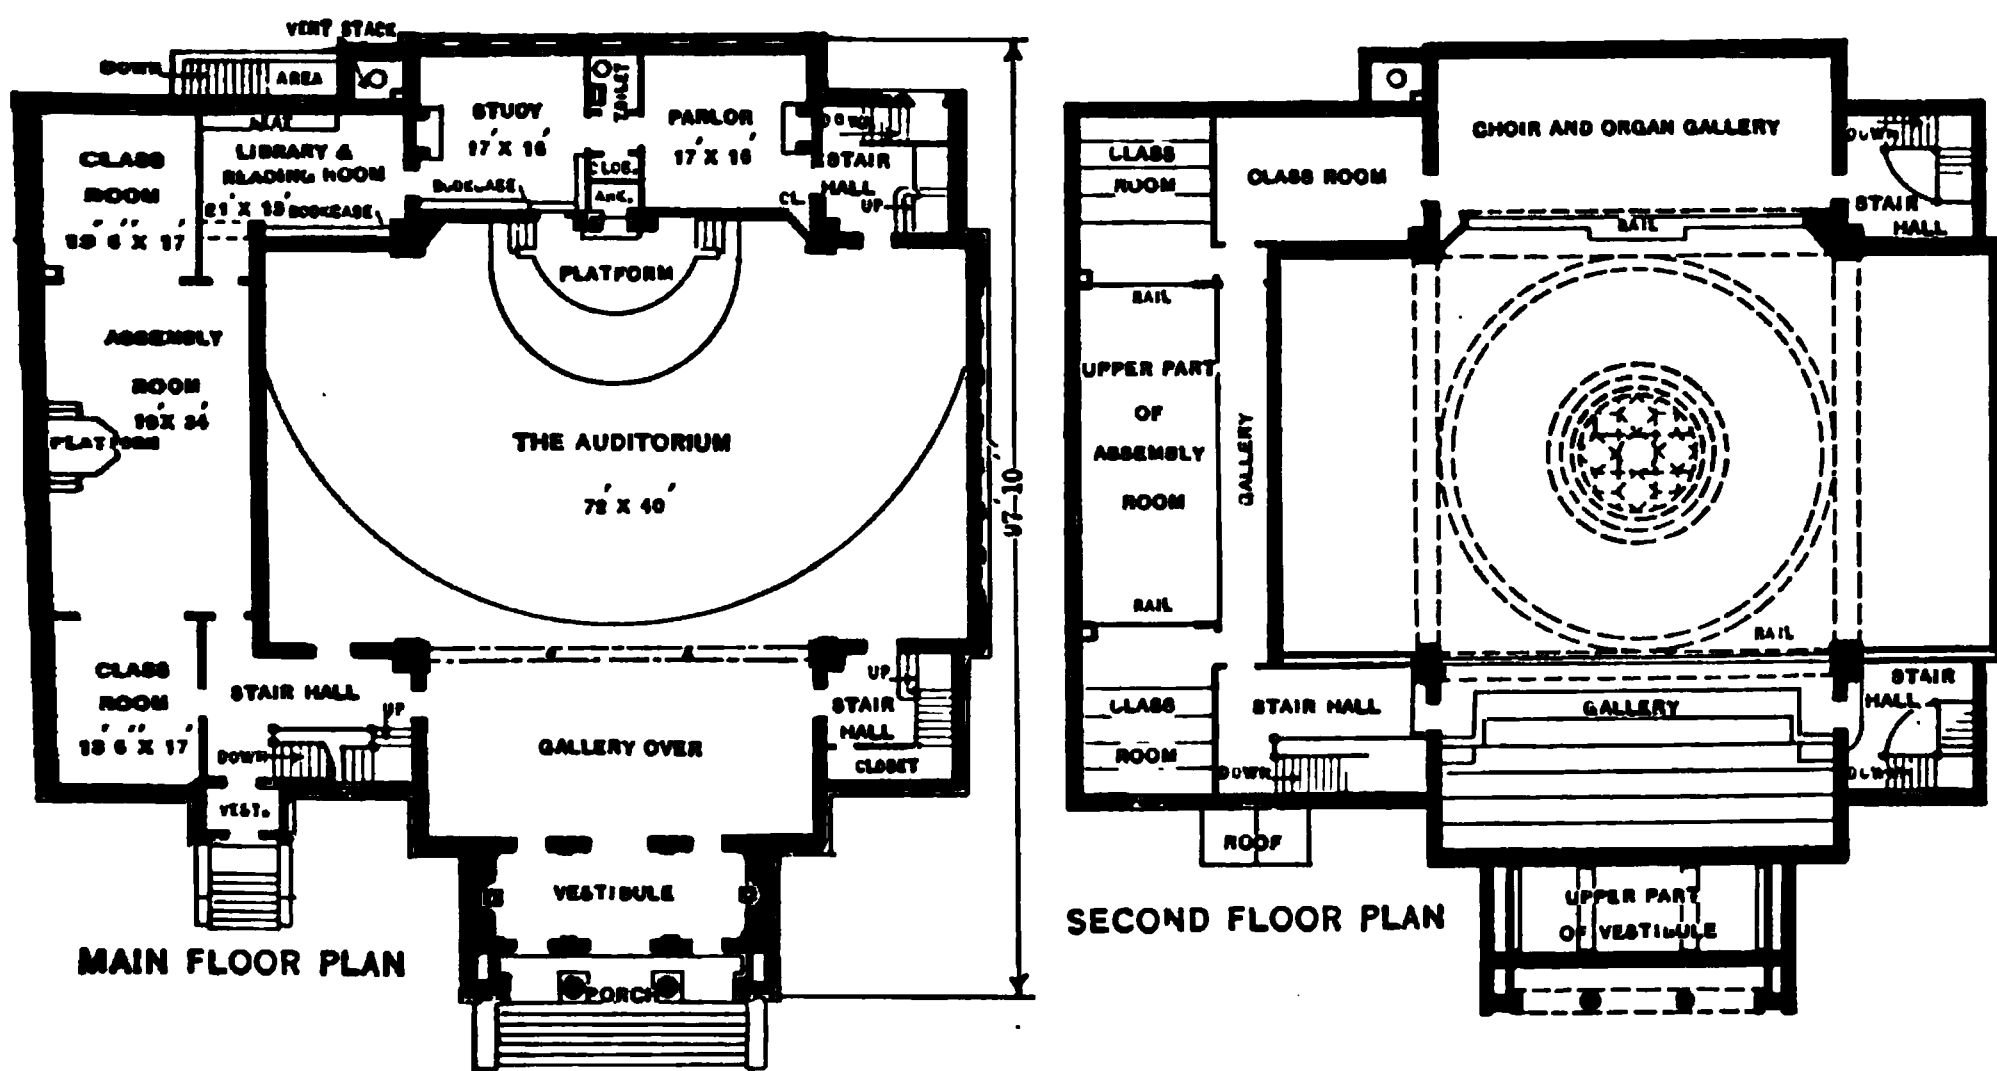 VENT STACK
DOWN
AREA
SEAT
CLASS
ROOM
13' 6" X 17'
LIBRARY &
READING ROOM
21' X 13'
BOOKCASE
STUDY
17' X 16'
BOOKCASE
TOILET
CLOS.
PARLOR
17' X 16'
CL.
DOWN
STAIR
HALL
UP
PLATFORM
ASSEMBLY
ROOM
19' X 34'
PLATFORM
THE AUDITORIUM
72' X 40'
97'-10"
CLASS
ROOM
13' 6" X 17'
STAIR HALL
UP
DOWN
VEST.
GALLERY OVER
UP
STAIR
HALL
CLOSET
VESTIBULE
PORCH
MAIN FLOOR PLAN
CLASS
ROOM
CLASS ROOM
CHOIR AND ORGAN GALLERY
DOWN
STAIR
HALL
RAIL
RAIL
UPPER PART
OF
ASSEMBLY
ROOM
GALLERY
RAIL
RAIL
CLASS
ROOM
STAIR HALL
DOWN
GALLERY
STAIR
HALL
DOWN
ROOF
UPPER PART
OF VESTIBULE
SECOND FLOOR PLAN